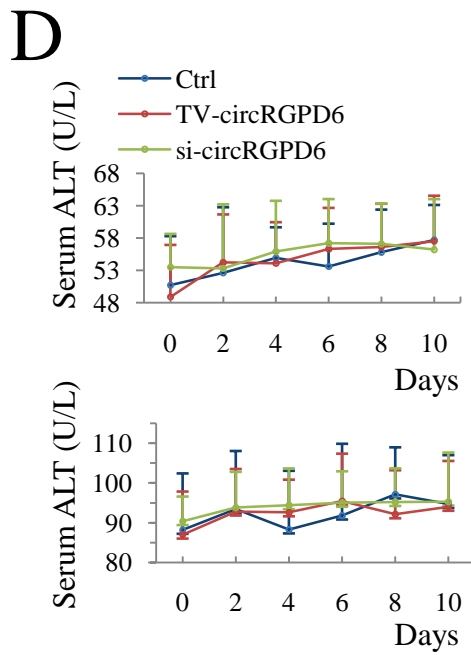 D
Ctrl
TV-circRGPD6
si-circRGPD6
Serum ALT (U/L)
68
63
58
53
48
0 2 4 6 8 10
Days
Serum ALT (U/L)
110
100
90
80
0 2 4 6 8 10
Days